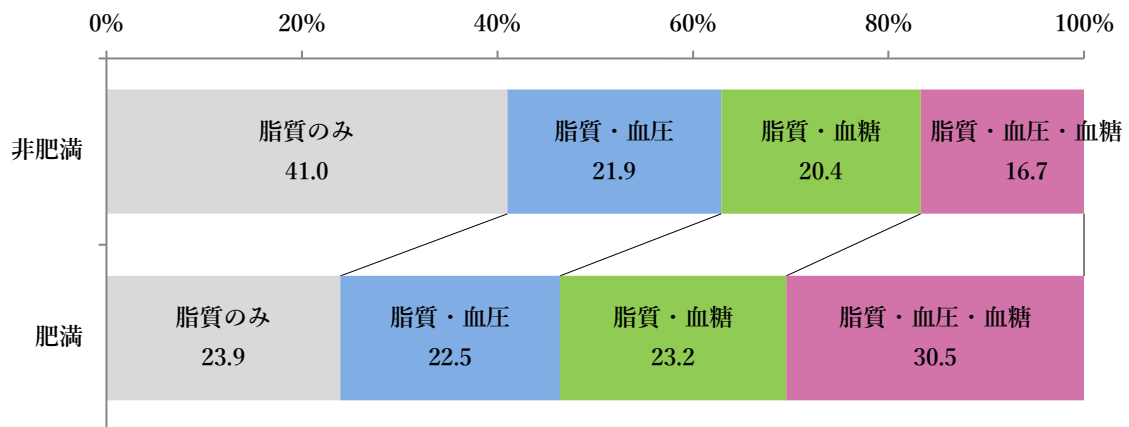 0% 20% 40% 60% 80% 100%
非肥満
脂質のみ 脂質・血圧 脂質・血糖 脂質・血圧・血糖
41.0 21.9 20.4 16.7
肥満
脂質のみ 脂質・血圧 脂質・血糖 脂質・血圧・血糖
23.9 22.5 23.2 30.5